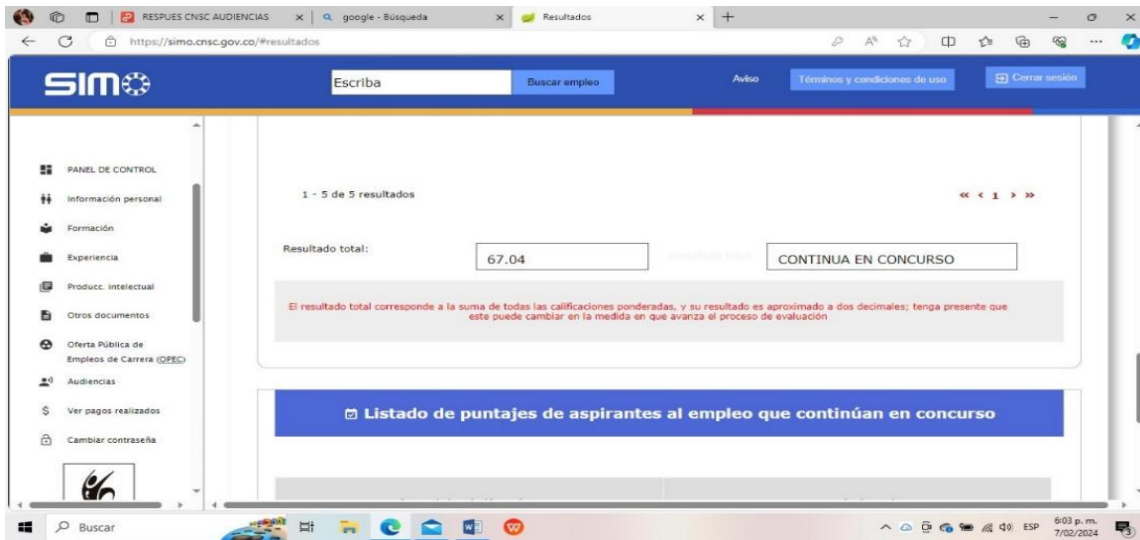 RESPUES CNSC AUDIENCIAS
google - Búsqueda
Resultados
https://simo.cnsc.gov.co/#resultados
SIMO
Escriba
Buscar empleo
Aviso
Términos y condiciones de uso
Cerrar sesión
PANEL DE CONTROL
Información personal
Formación
Experiencia
Producc. intelectual
Otros documentos
Oferta Pública de
Empleos de Carrera (OPEC)
Audiencias
Ver pagos realizados
Cambiar contraseña
1 - 5 de 5 resultados
« ‹ 1 › »
Resultado total:
67.04
CONTINUA EN CONCURSO
El resultado total corresponde a la suma de todas las calificaciones ponderadas, y su resultado es aproximado a dos decimales; tenga presente que
este puede cambiar en la medida en que avanza el proceso de evaluación
Listado de puntajes de aspirantes al empleo que continúan en concurso
Buscar
ESP
6:03 p. m.
7/02/2024